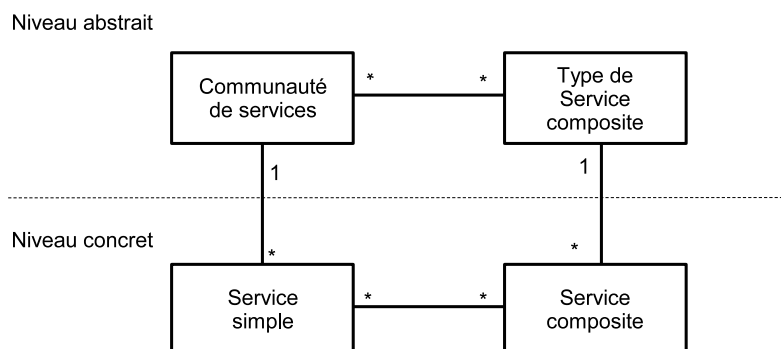 Niveau abstrait
Communauté
de services
*
*
Type de
Service
composite
1
1
Niveau concret
*
*
Service
simple
*
*
Service
composite